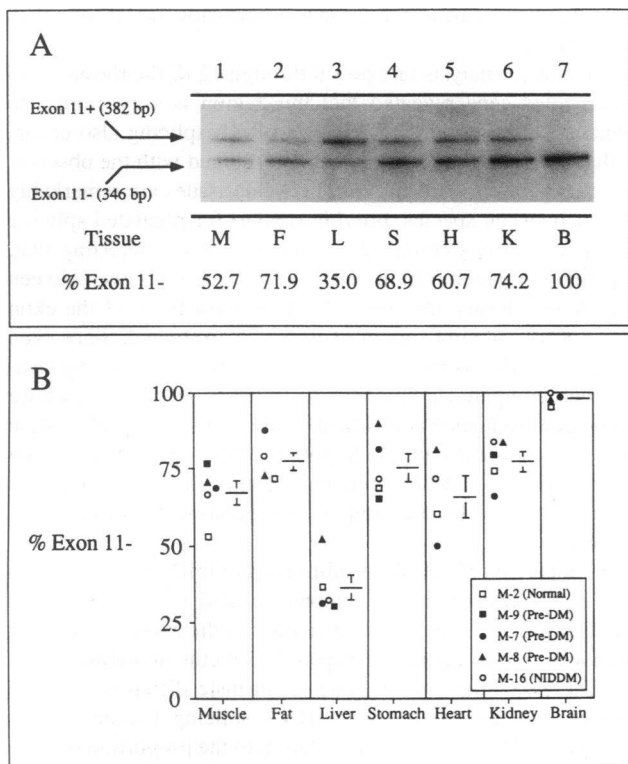 A
1 2 3 4 5 6 7
Exon 11+ (382 bp)
Exon 11- (346 bp)
Tissue M F L S H K B
% Exon 11- 52.7 71.9 35.0 68.9 60.7 74.2 100
B
100
75
% Exon 11-
50
25
0
M-2 (Normal)
M-9 (Pre-DM)
M-7 (Pre-DM)
M-8 (Pre-DM)
M-16 (NIDDM)
Muscle Fat Liver Stomach Heart Kidney Brain